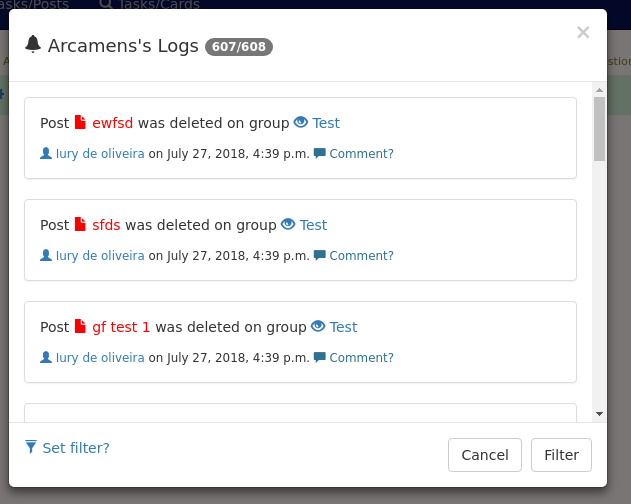 asks/Posts Tasks/Cards
Arcamens's Logs 607/608
×
Post ewfsd was deleted on group Test
Iury de oliveira on July 27, 2018, 4:39 p.m. Comment?
Post sfds was deleted on group Test
Iury de oliveira on July 27, 2018, 4:39 p.m. Comment?
Post gf test 1 was deleted on group Test
Iury de oliveira on July 27, 2018, 4:39 p.m. Comment?
Set filter?
Cancel
Filter